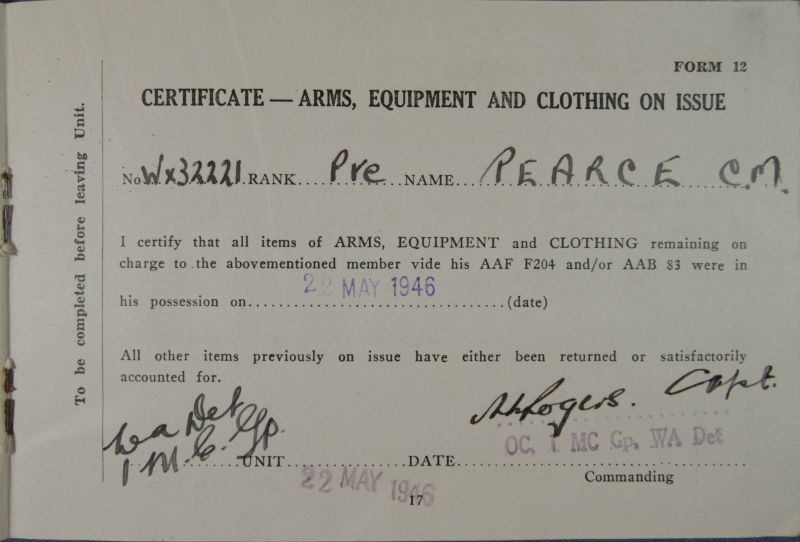 FORM 12
CERTIFICATE — ARMS, EQUIPMENT AND CLOTHING ON ISSUE
To be completed before leaving Unit.
No WX32221 RANK.... Pve ...NAME... PEARCE C.M.
I certify that all items of ARMS, EQUIPMENT and CLOTHING remaining on
charge to the abovementioned member vide his AAF F204 and/or AAB 83 were in
his possession on 22 MAY 1946 (date)
All other items previously on issue have either been returned or satisfactorily
accounted for.
Rogers. Capt.
Wa Det
1 M.C. Gp.
OC, 1 MC Gp, WA Det
UNIT 22 MAY 1946 DATE
Commanding
17